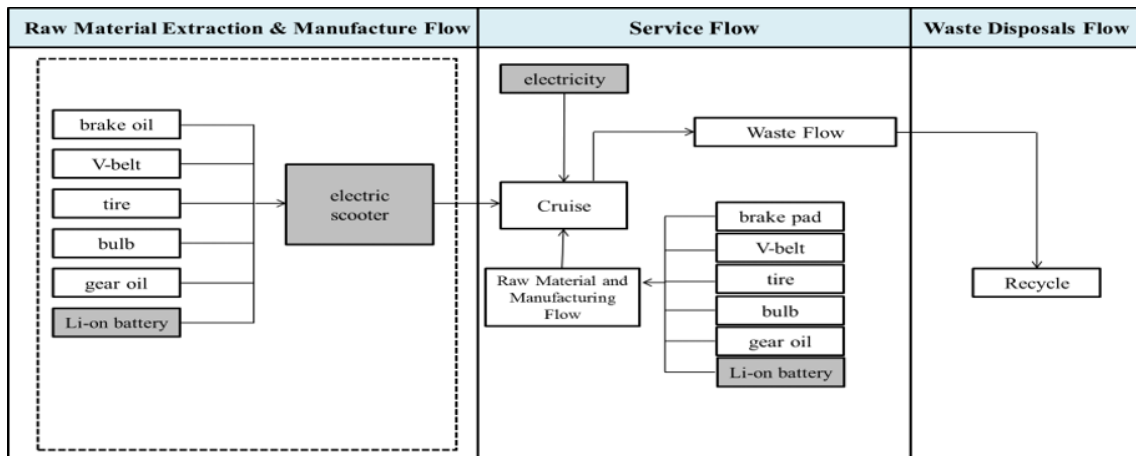 Raw Material Extraction & Manufacture Flow
Service Flow
Waste Disposals Flow
brake oil
V-belt
tire
bulb
gear oil
Li-on battery
electric
scooter
electricity
Cruise
Raw Material and
Manufacturing
Flow
Waste Flow
brake pad
V-belt
tire
bulb
gear oil
Li-on battery
Recycle